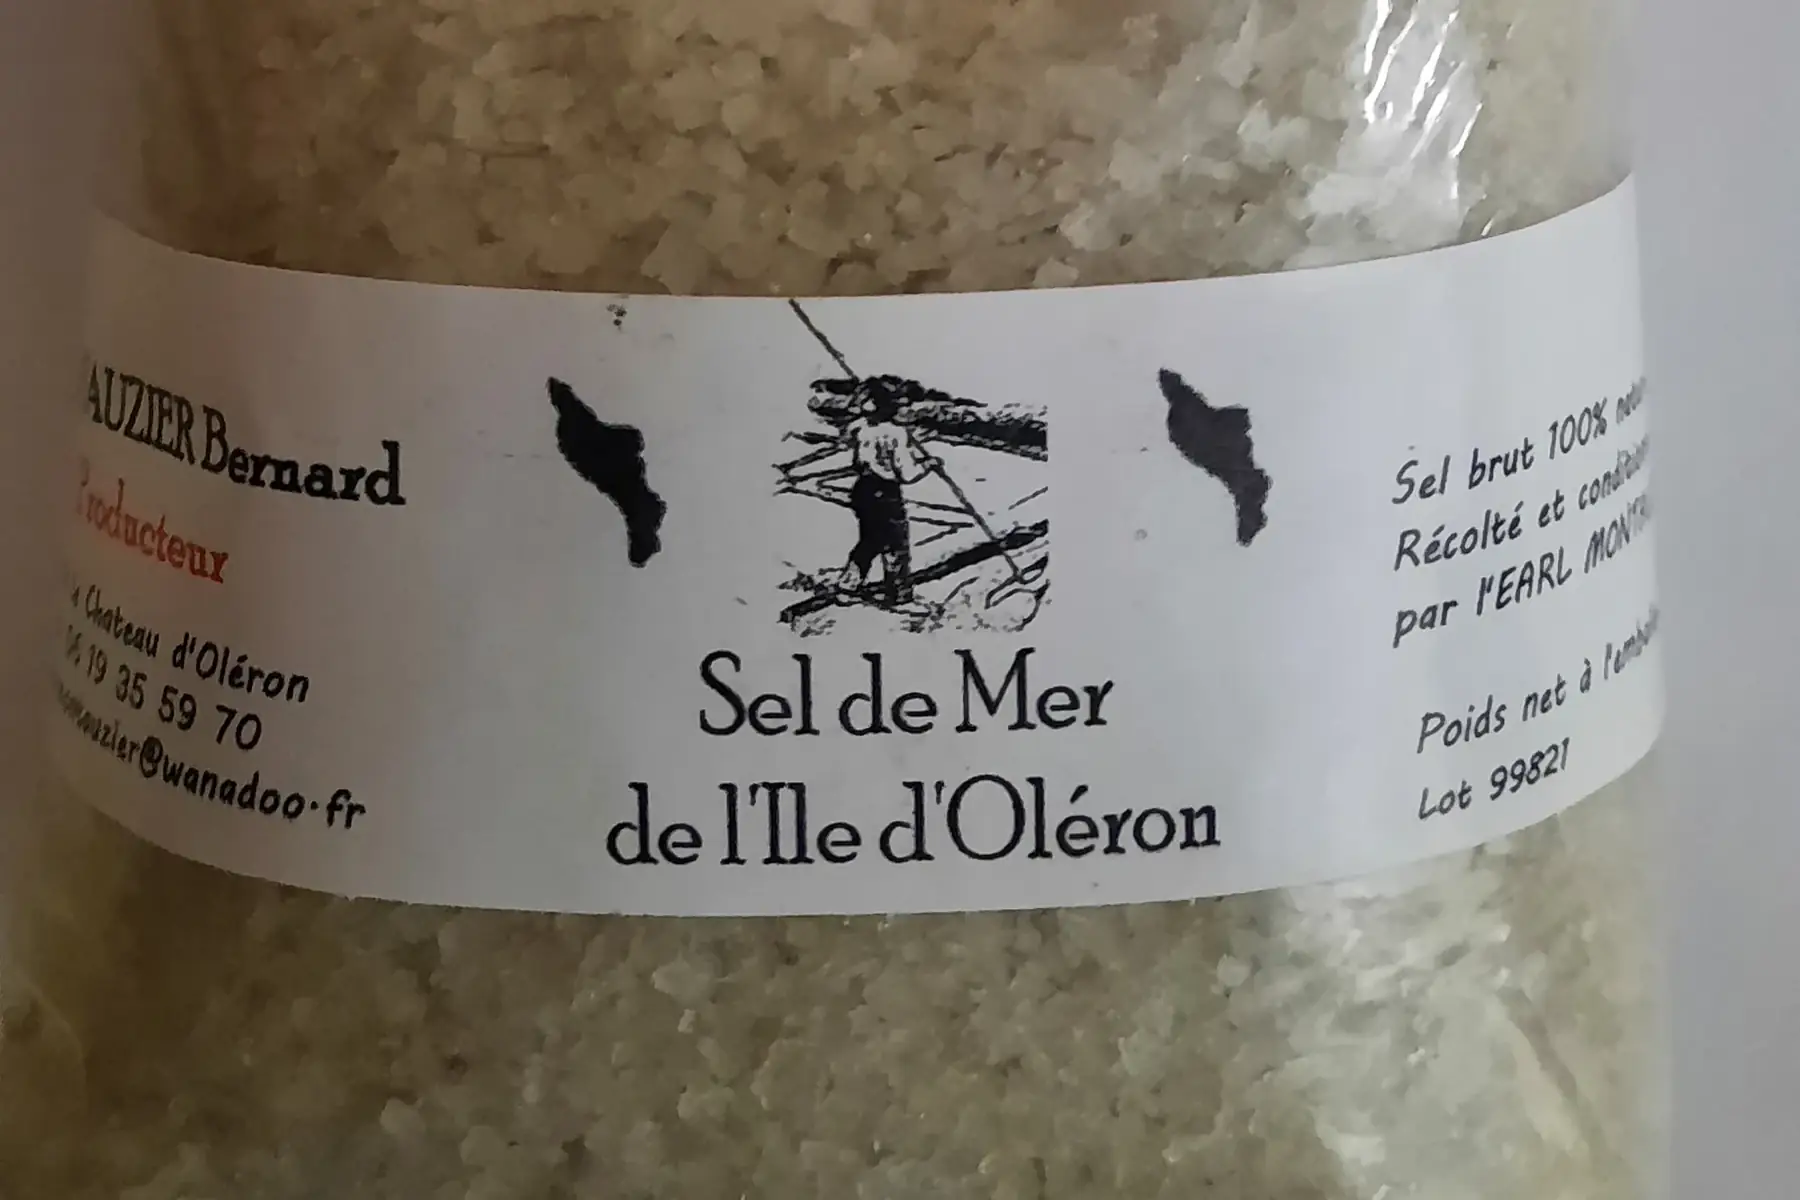 AUZIER Bernard
Producteur
Chateau d'Oléron
06 19 35 59 70
@wanadoo.fr
Sel de Mer
de l'Ile d'Oléron
Sel brut 100%
Récolté et
par l'EARL
Poids net à
Lot 99821